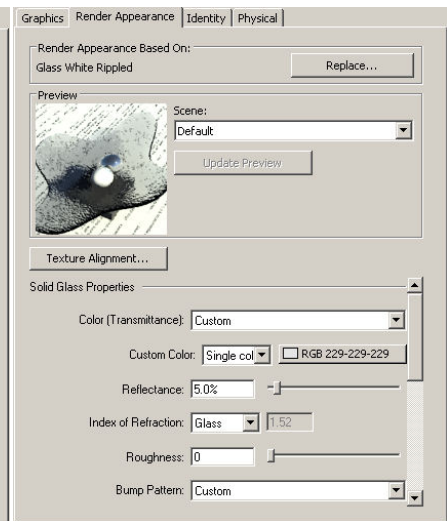 Graphics Render Appearance Identity Physical
Render Appearance Based On:
Glass White Rippled
Replace...
Preview
Scene:
Default
Update Preview
Texture Alignment...
Solid Glass Properties
Color (Transmittance): Custom
Custom Color: Single col RGB 229-229-229
Reflectance: 5.0%
Index of Refraction: Glass 1.52
Roughness: 0
Bump Pattern: Custom